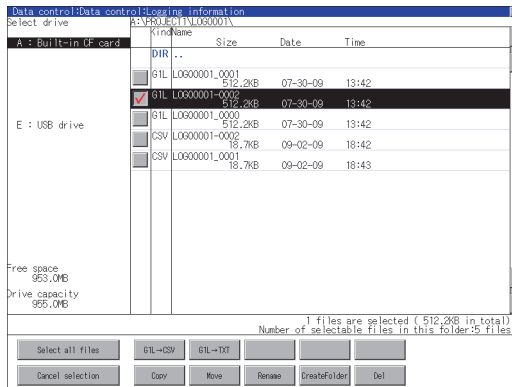 Data control:Data control:Logging information
Select drive A:\PROJECT1\LOG00001\
A : Built-in CF card
E : USB drive
Kind Name
Size Date Time
DIR ..
G1L LOG00001_0001
512.2KB 07-30-09 13:42
G1L LOG00001-0002
512.2KB 07-30-09 13:42
G1L LOG00001_0000
512.2KB 07-30-09 13:42
CSV LOG00001-0002
18.7KB 09-02-09 18:42
CSV LOG00001_0001
18.7KB 09-02-09 18:43
Free space
953.0MB
Drive capacity
955.0MB
1 files are selected ( 512.2KB in total)
Number of selectable files in this folder:5 files
Select all files G1L→CSV G1L→TXT
Cancel selection Copy Move Rename CreateFolder Del